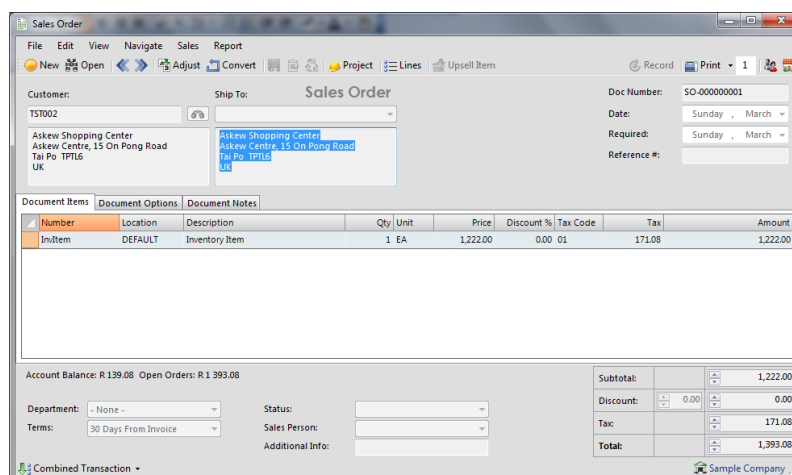 Sales Order
File Edit View Navigate Sales Report
New Open Adjust Convert Project Lines Upsell Item Record Print 1
Customer: Ship To: Sales Order Doc Number: SO-000000001
TST002 Date: Sunday , March
Required: Sunday , March
Reference #:
Askew Shopping Center
Askew Centre, 15 On Pong Road
Tai Po TPTL6
UK
Askew Shopping Center
Askew Centre, 15 On Pong Road
Tai Po TPTL6
UK
Document Items Document Options Document Notes
Number Location Description Qty Unit Price Discount % Tax Code Tax Amount
InvItem DEFAULT Inventory Item 1 EA 1,222.00 0.00 01 171.08 1,222.00
Account Balance: R 139.08 Open Orders: R 1 393.08
Subtotal: 1,222.00
Discount: 0.00 0.00
Tax: 171.08
Total: 1,393.08
Department: - None - Status:
Terms: 30 Days From Invoice Sales Person:
Additional Info:
Combined Transaction Sample Company